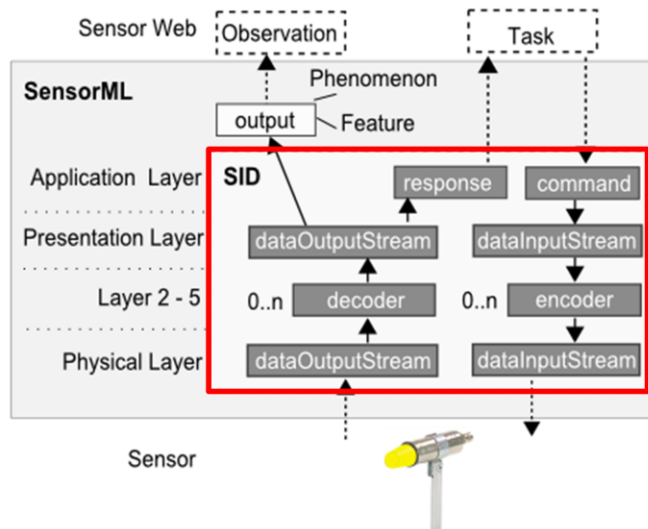 Sensor Web
Observation
Task
SensorML
Phenomenon
output
Feature
Application Layer
SID
response
command
Presentation Layer
dataOutputStream
dataInputStream
Layer 2 - 5
0..n
decoder
0..n
encoder
Physical Layer
dataOutputStream
dataInputStream
Sensor